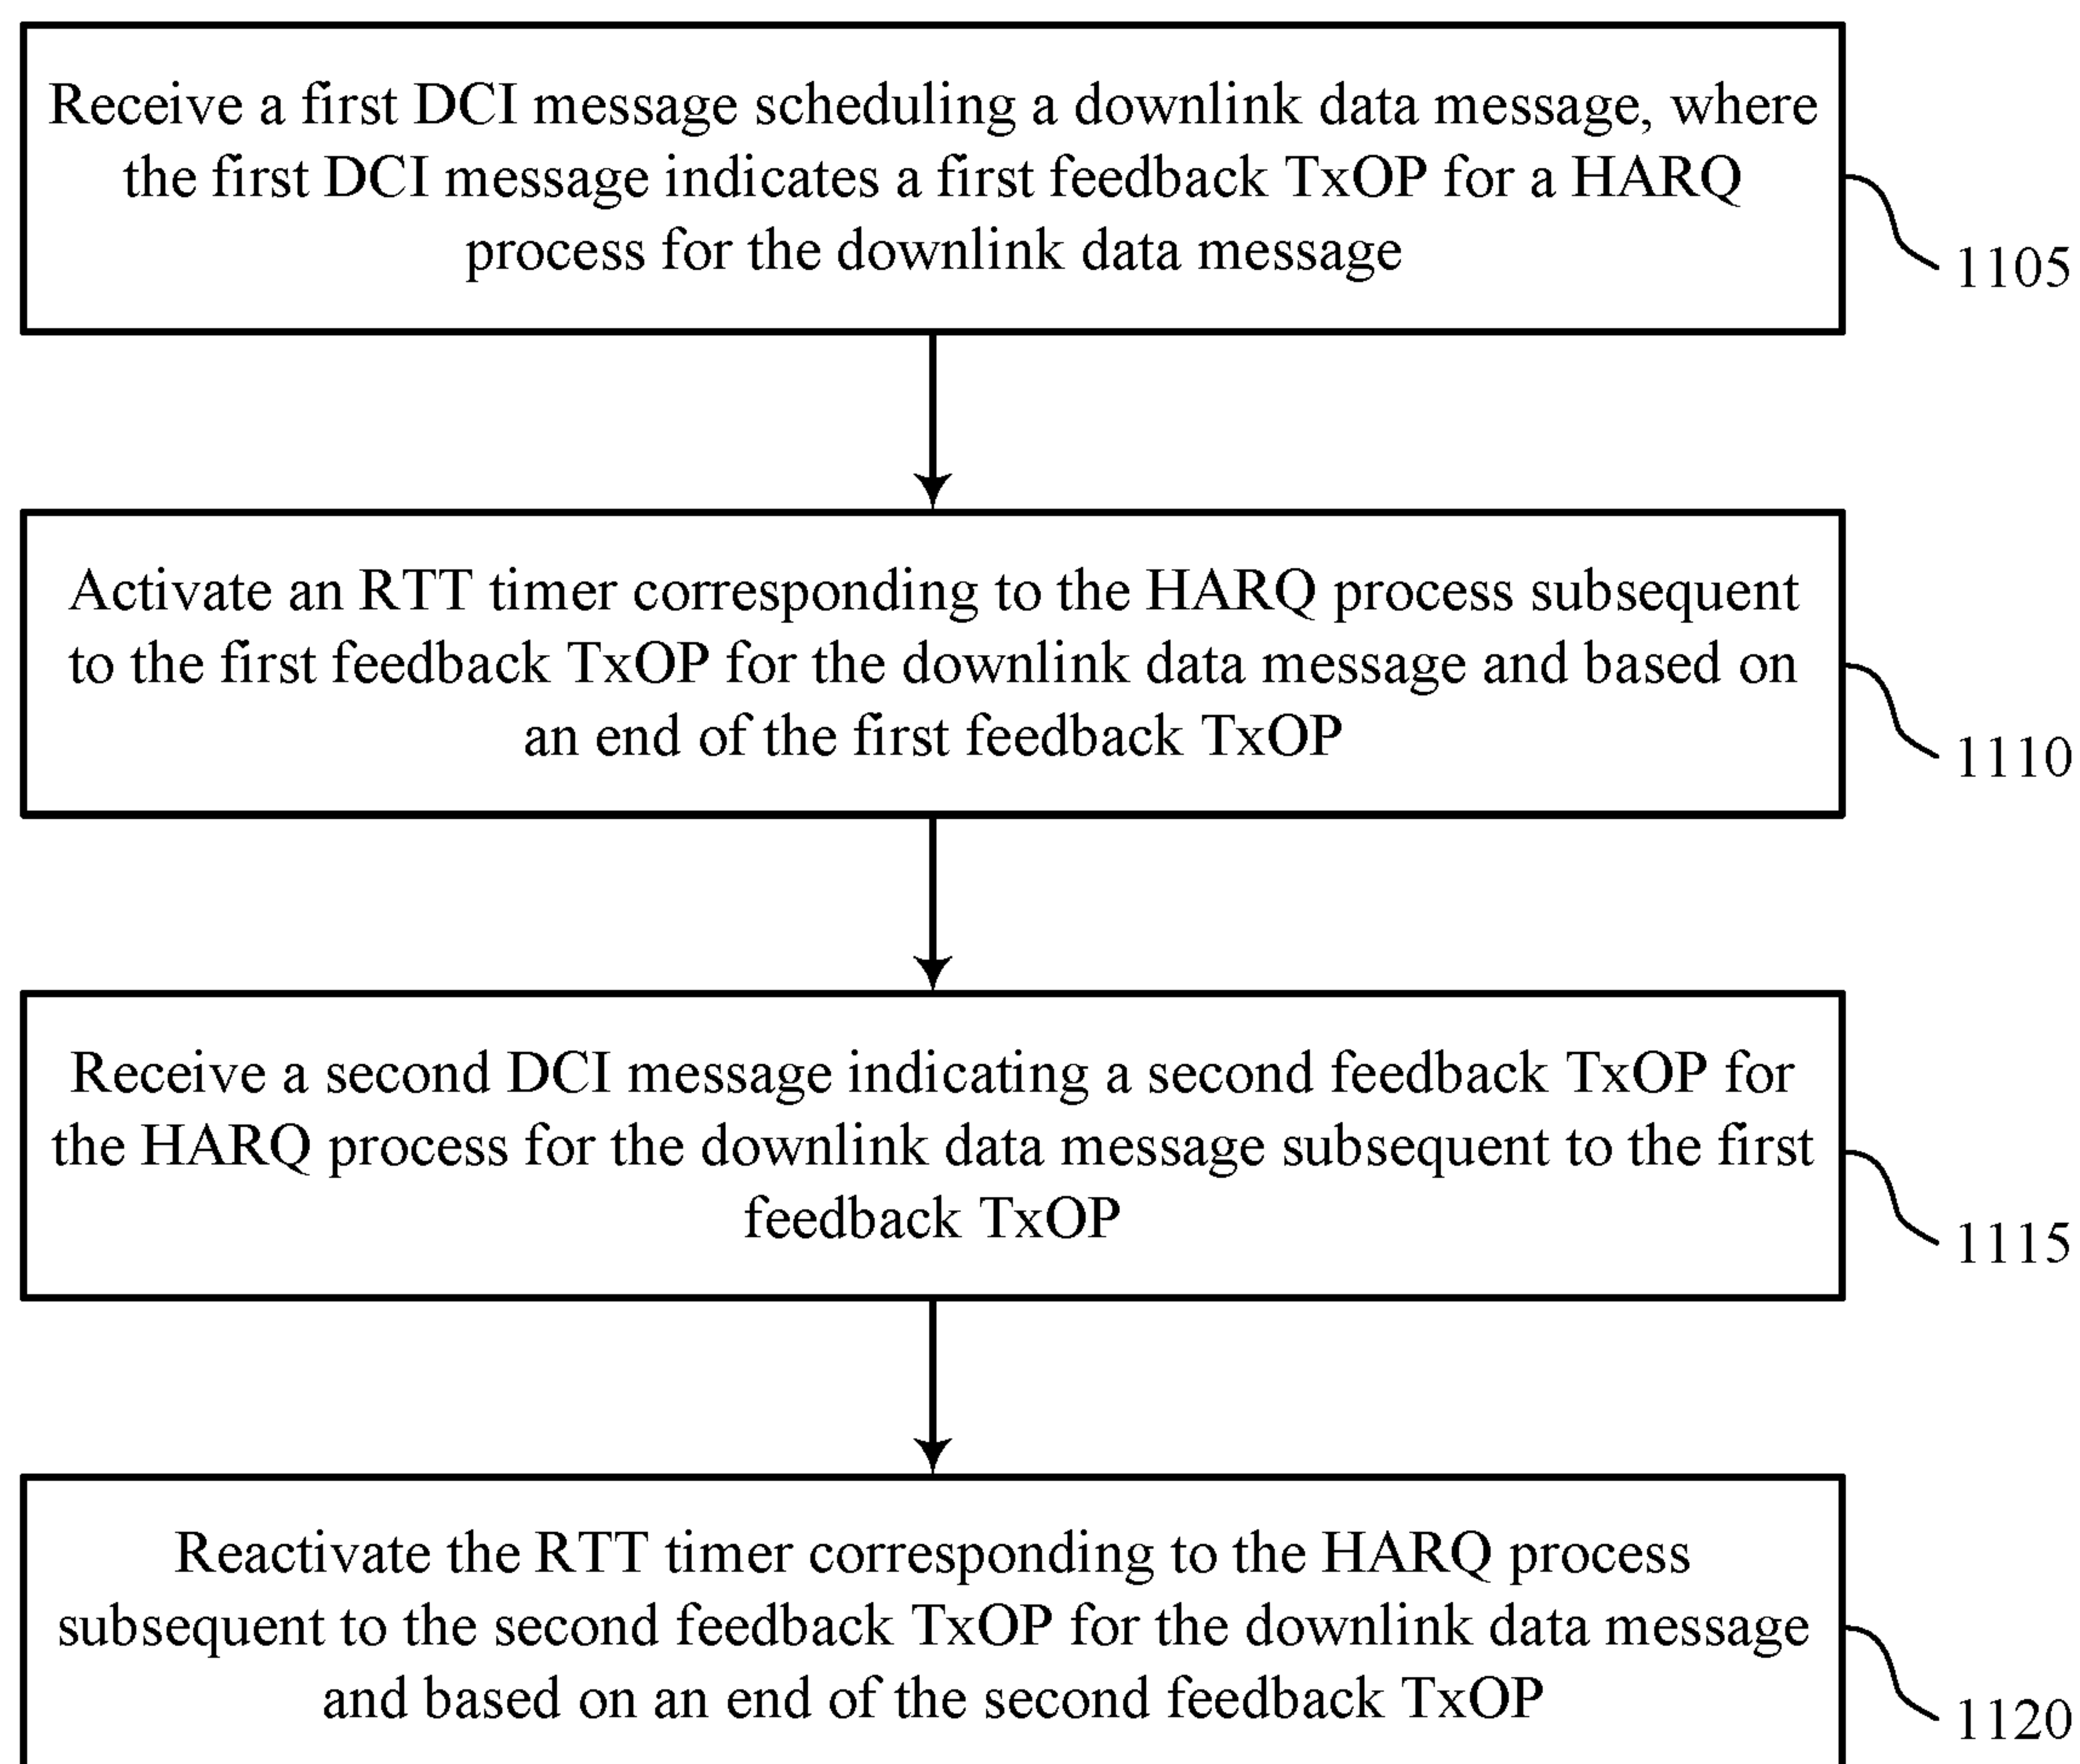 Receive a first DCI message scheduling a downlink data message, where
the first DCI message indicates a first feedback TxOP for a HARQ
process for the downlink data message
1105
Activate an RTT timer corresponding to the HARQ process subsequent
to the first feedback TxOP for the downlink data message and based on
an end of the first feedback TxOP
1110
Receive a second DCI message indicating a second feedback TxOP for
the HARQ process for the downlink data message subsequent to the first
feedback TxOP
1115
Reactivate the RTT timer corresponding to the HARQ process
subsequent to the second feedback TxOP for the downlink data message
and based on an end of the second feedback TxOP
1120